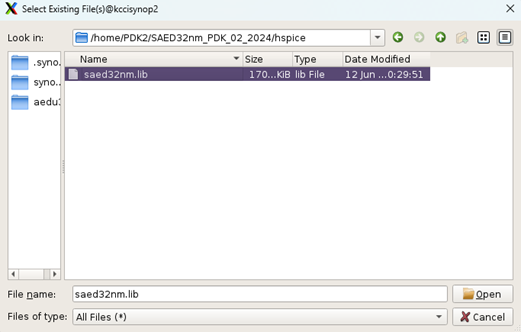 Select Existing File(s)@kccisynop2
Look in: /home/PDK2/SAED32nm_PDK_02_2024/hspice
.syno...
syno...
aedu3
Name Size Type Date Modified
saed32nm.lib 170...KiB lib File 12 Jun ...0:29:51
File name: saed32nm.lib Open
Files of type: All Files (*) Cancel